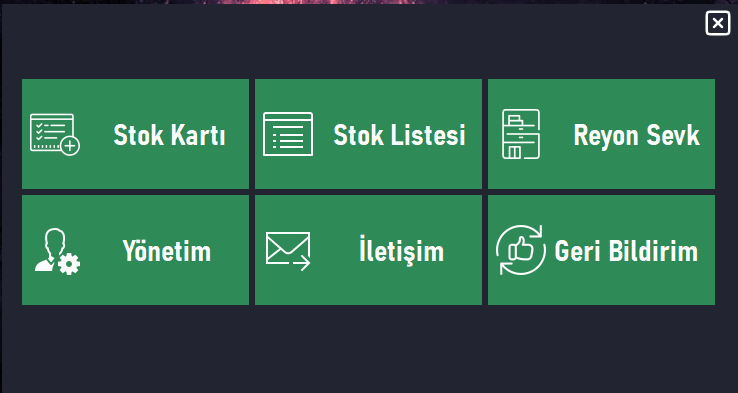 Stok Kartı
Stok Listesi
Reyon Sevk
Yönetim
İletişim
Geri Bildirim